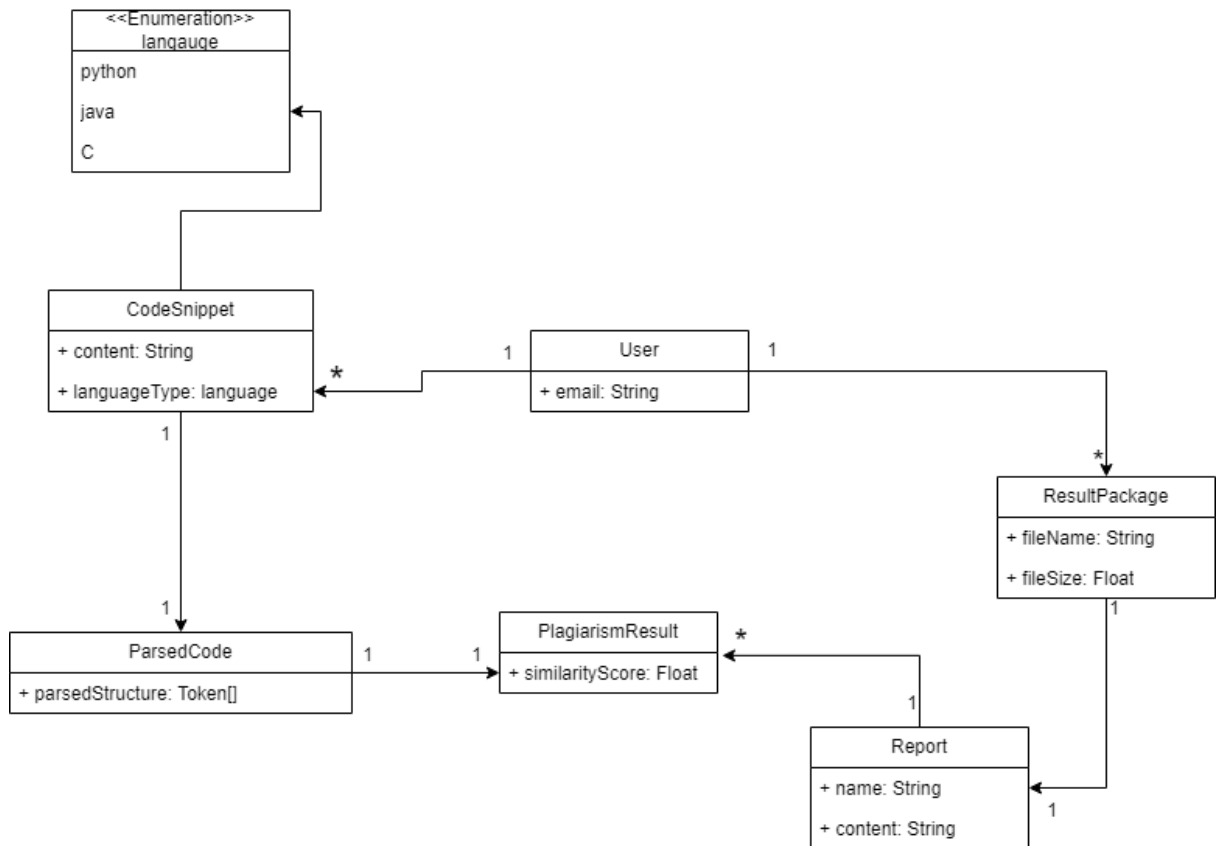 <<Enumeration>>
langauge
python
java
C
CodeSnippet
+ content: String
+ languageType: language
1
*
1
User
+ email: String
1
*
ResultPackage
+ fileName: String
+ fileSize: Float
1
1
ParsedCode
+ parsedStructure: Token[]
1
1
PlagiarismResult
+ similarityScore: Float
*
1
Report
+ name: String
+ content: String
1